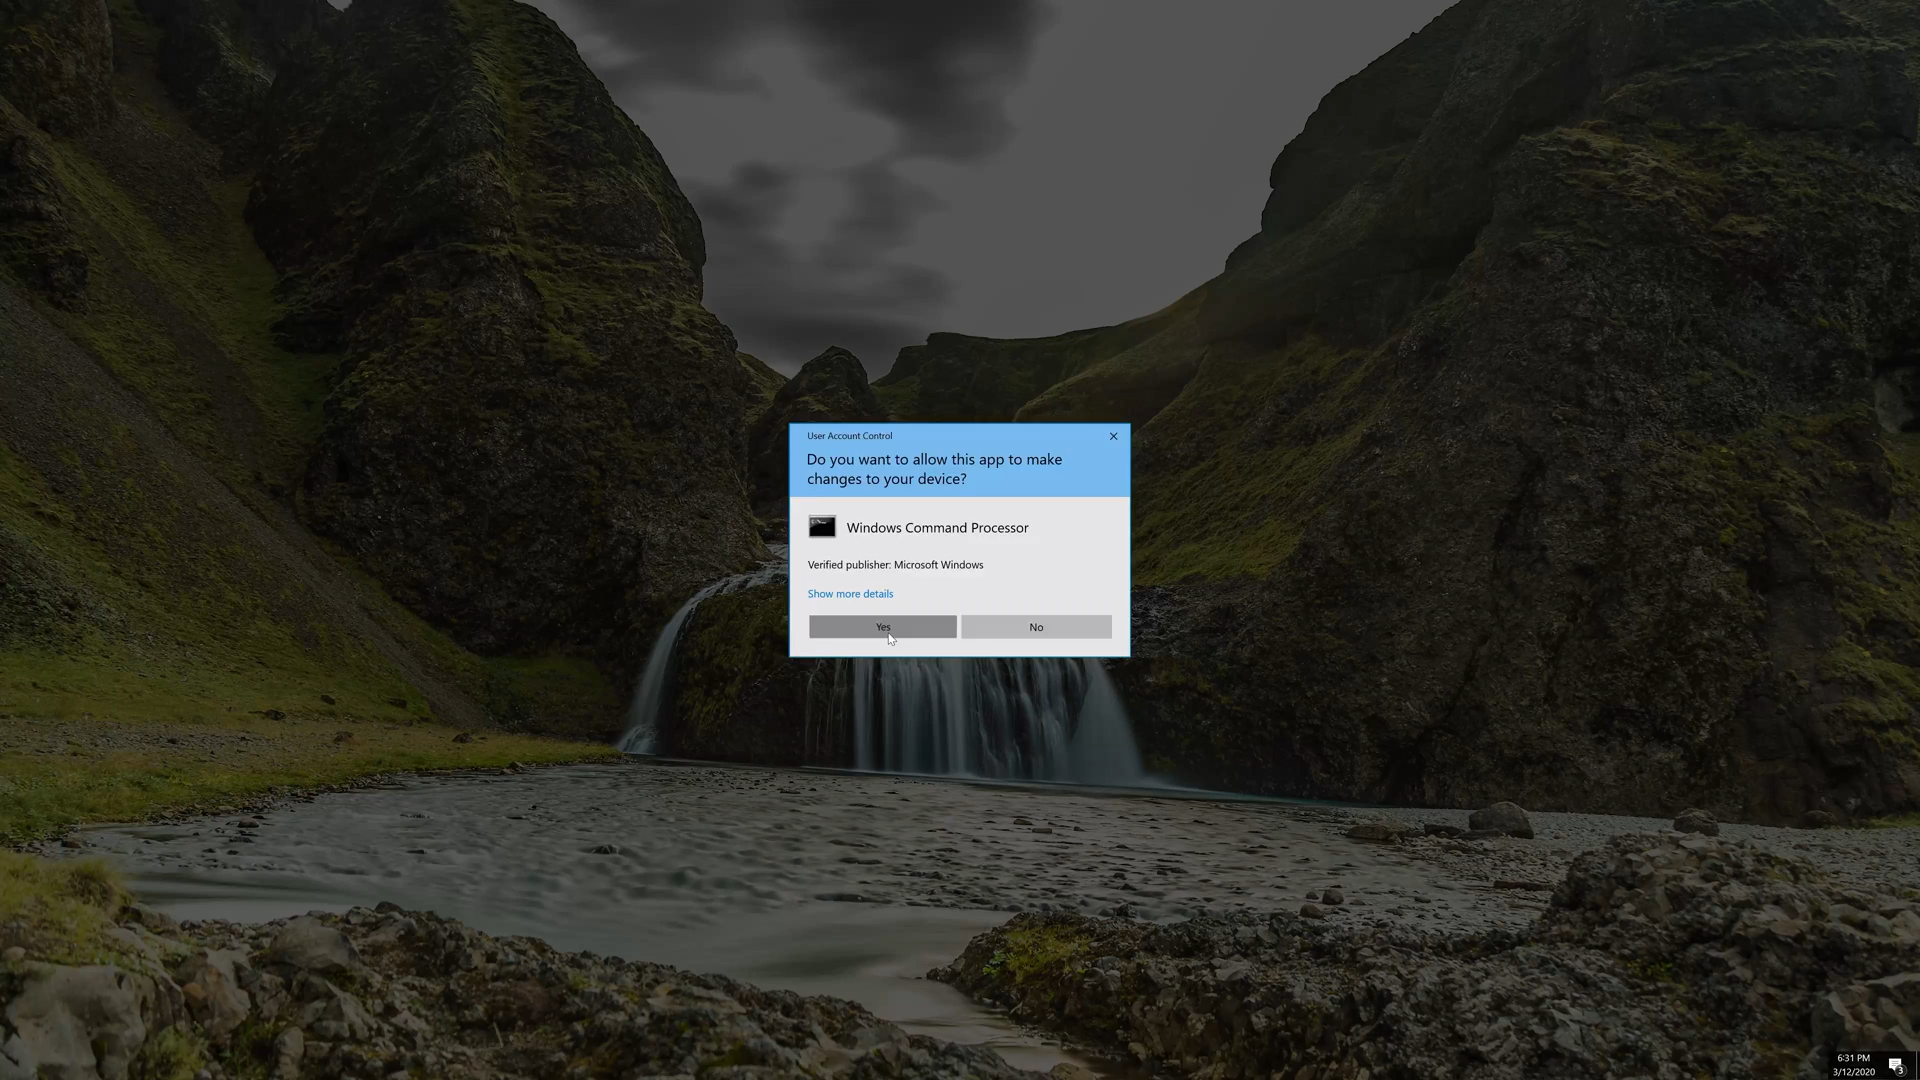 User Account Control
Do you want to allow this app to make
changes to your device?
Windows Command Processor
Verified publisher: Microsoft Windows
Show more details
Yes
No
6:31 PM
3/12/2020
3